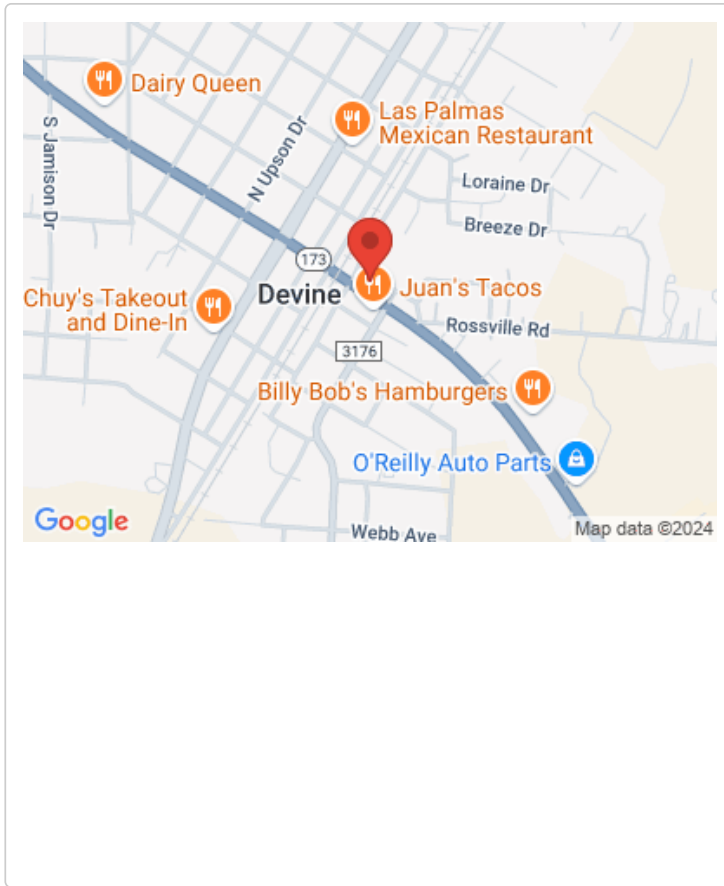 Dairy Queen
Las Palmas
Mexican Restaurant
S Jamison Dr
N Upson Dr
Loraine Dr
Breeze Dr
173
Chuy's Takeout
and Dine-In
Devine
Juan's Tacos
Rossville Rd
3176
Billy Bob's Hamburgers
O'Reilly Auto Parts
Google
Webb Ave
Map data ©2024